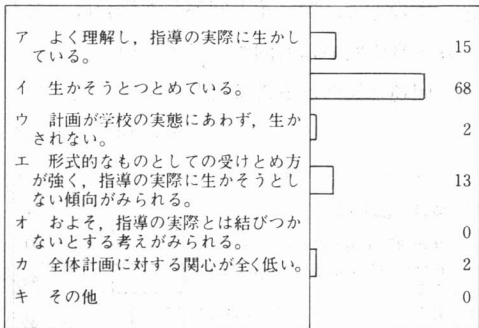 ア　よく理解し，指導の実際に生かし
ている。
15
イ　生かそうとつとめている。
68
ウ　計画が学校の実態にあわず，生か
されない。
2
エ　形式的なものとしての受けとめ方
が強く，指導の実際に生かそうとし
ない傾向がみられる。
13
オ　およそ，指導の実際とは結びつか
ないとする考えがみられる。
0
カ　全体計画に対する関心が全く低い。
2
キ　その他
0